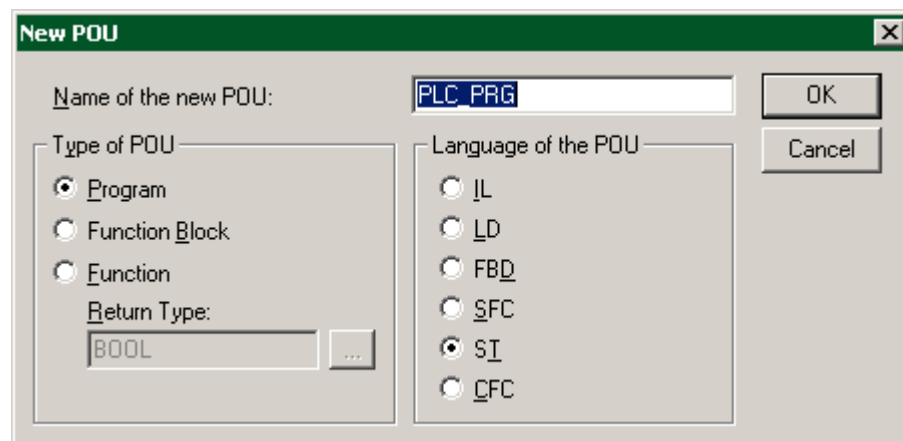 New POU
Name of the new POU:
PLC_PRG
OK
Cancel
Type of POU
Program
Function Block
Function
Return Type:
BOOL
...
Language of the POU
IL
LD
FBD
SFC
ST
CFC